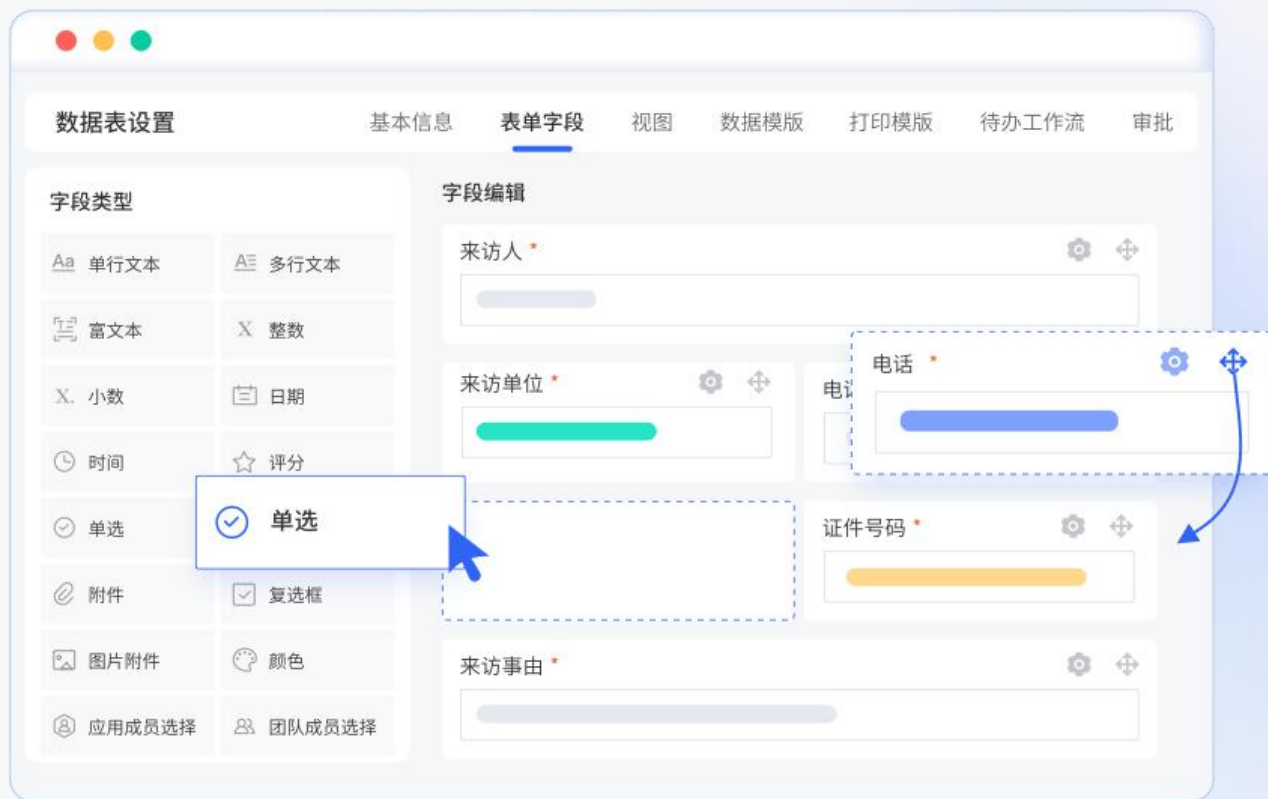 数据表设置 基本信息 表单字段 视图 数据模版 打印模版 待办工作流 审批
字段类型
Aa 单行文本
A 多行文本
T 富文本
X 整数
X. 小数
日期
时间
评分
单选
单选
附件
复选框
图片附件
颜色
应用成员选择
团队成员选择
字段编辑
来访人 *
来访单位 *
电
电话 *
证件号码 *
来访事由 *